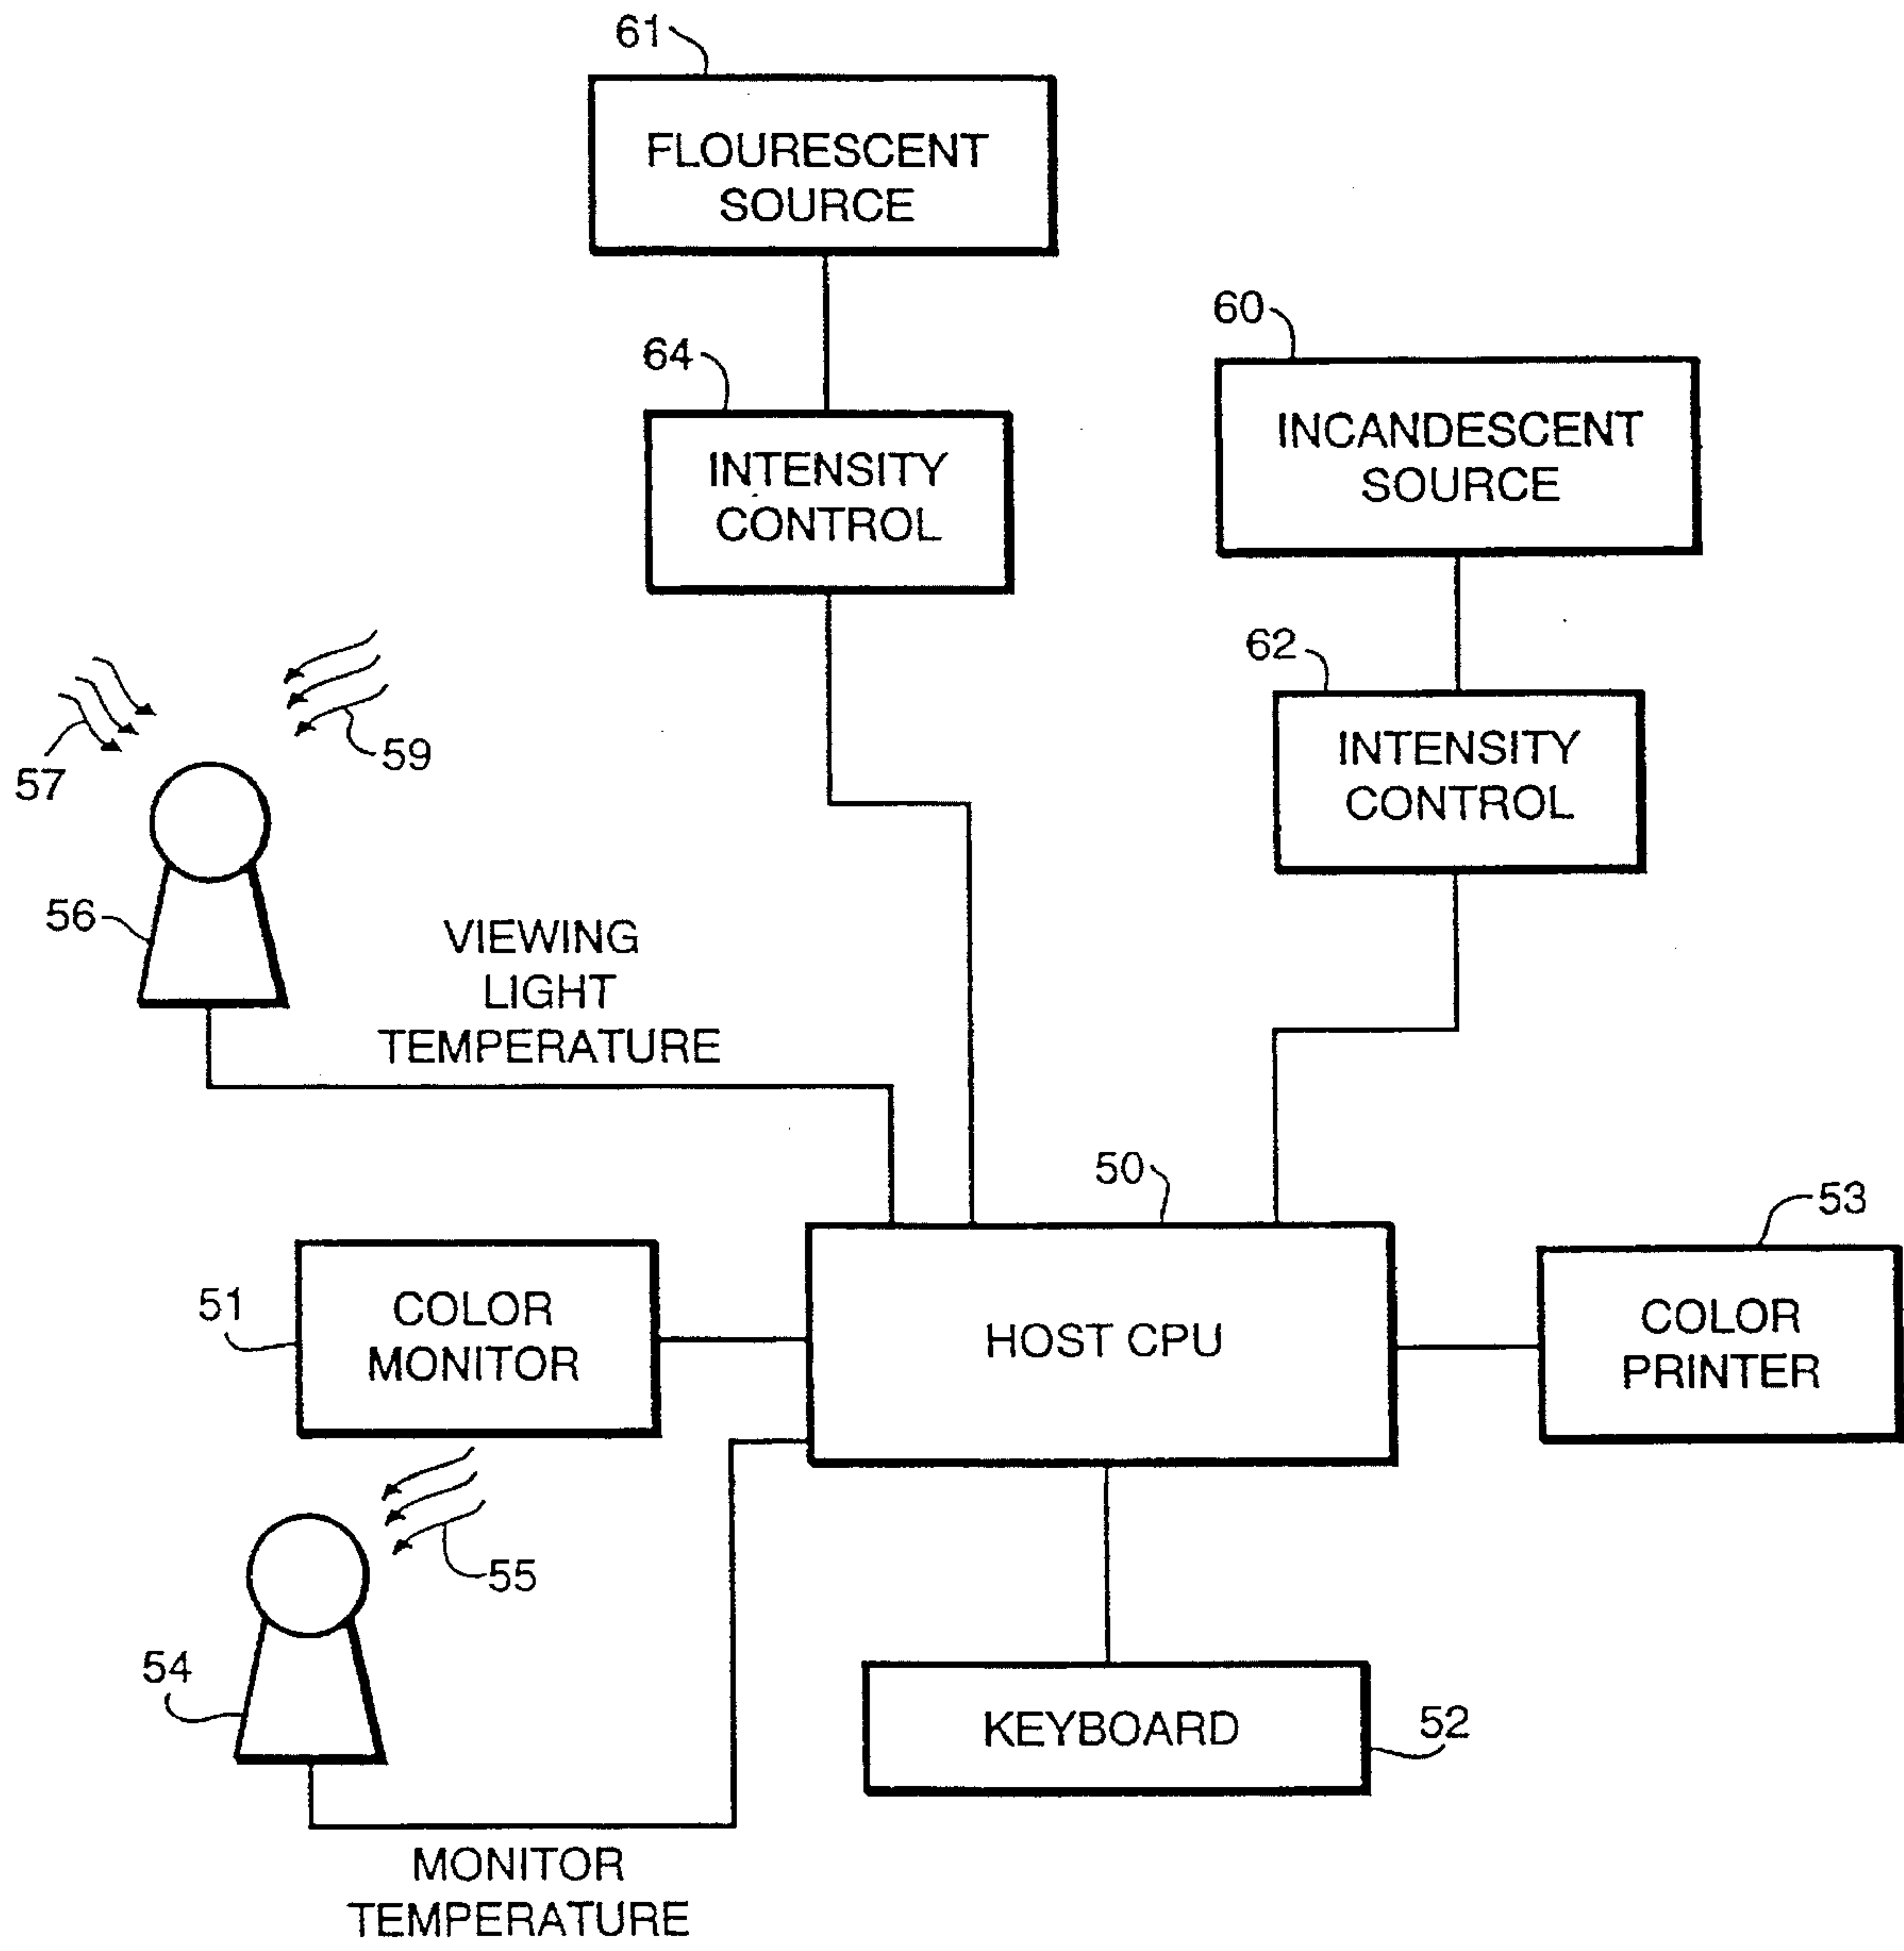 61
FLOURESCENT
SOURCE
60
64
INCANDESCENT
SOURCE
INTENSITY
CONTROL
62
INTENSITY
CONTROL
57
59
56
VIEWING
LIGHT
TEMPERATURE
50
53
51
COLOR
MONITOR
HOST CPU
COLOR
PRINTER
55
54
KEYBOARD
52
MONITOR
TEMPERATURE